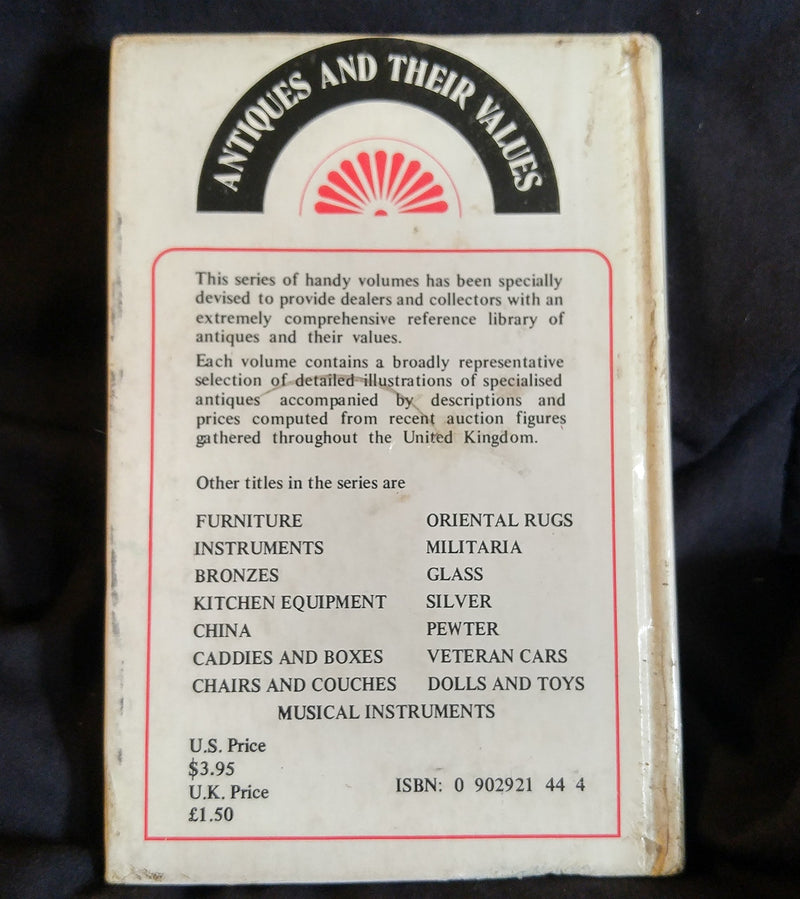 ANTIQUES AND THEIR VALUES
This series of handy volumes has been specially
devised to provide dealers and collectors with an
extremely comprehensive reference library of
antiques and their values.
Each volume contains a broadly representative
selection of detailed illustrations of specialised
antiques accompanied by descriptions and
prices computed from recent auction figures
gathered throughout the United Kingdom.
Other titles in the series are
FURNITURE
INSTRUMENTS
BRONZES
KITCHEN EQUIPMENT
CHINA
CADDIES AND BOXES
CHAIRS AND COUCHES
ORIENTAL RUGS
MILITARIA
GLASS
SILVER
PEWTER
VETERAN CARS
DOLLS AND TOYS
MUSICAL INSTRUMENTS
U.S. Price
$3.95
U.K. Price
£1.50
ISBN: 0 902921 44 4